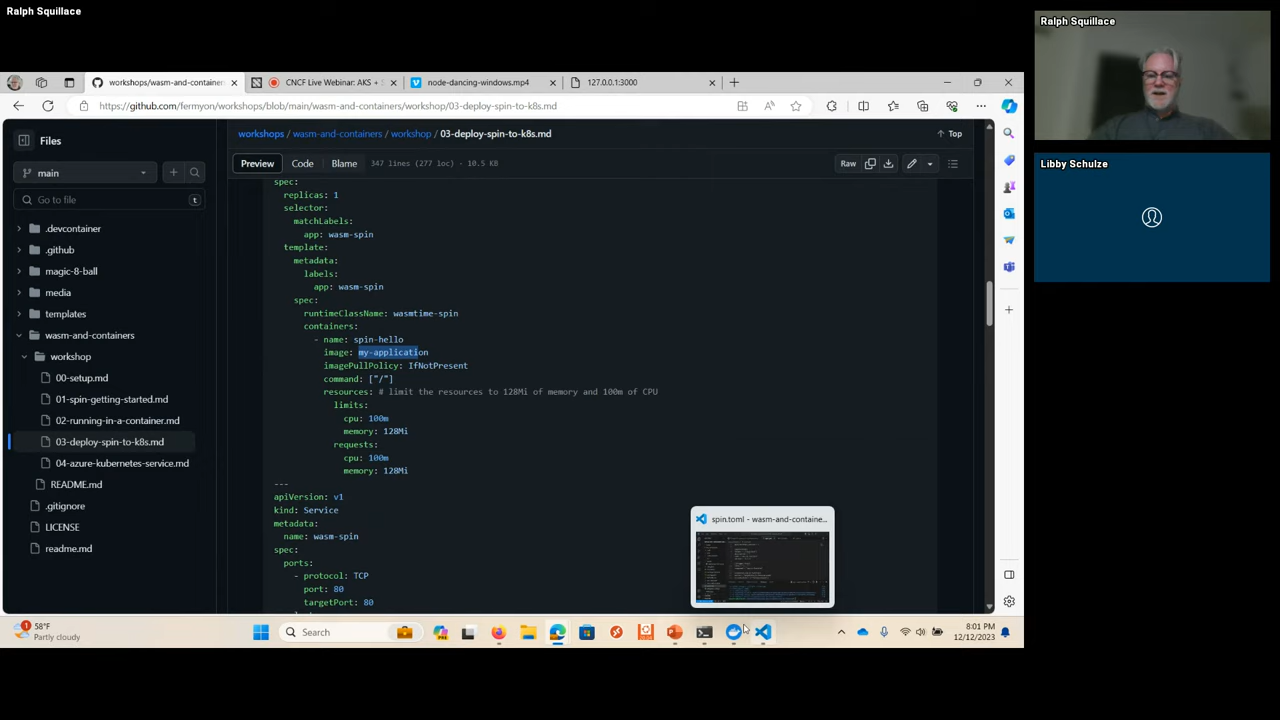 Ralph Squillace
Ralph Squillace
Libby Schulze
workshops/wasm-and-container
CNCF Live Webinar: AKS +
node-dancing-windows.mp4
127.0.0.1:3000
https://github.com/fermyon/workshops/blob/main/wasm-and-containers/workshop/03-deploy-spin-to-k8s.md
Files
workshops / wasm-and-containers / workshop / 03-deploy-spin-to-k8s.md
Top
main
Preview
Code
Blame
347 lines (277 loc) · 10.5 KB
Raw
Go to file
t
.devcontainer
.github
magic-8-ball
media
templates
wasm-and-containers
workshop
00-setup.md
01-spin-getting-started.md
02-running-in-a-container.md
03-deploy-spin-to-k8s.md
04-azure-kubernetes-service.md
README.md
.gitignore
LICENSE
readme.md
spec:
replicas: 1
selector:
matchLabels:
app: wasm-spin
template:
metadata:
labels:
app: wasm-spin
spec:
runtimeClassName: wasmtime-spin
containers:
- name: spin-hello
image: my-application
imagePullPolicy: IfNotPresent
command: ["/"]
resources: # limit the resources to 128Mi of memory and 100m of CPU
limits:
cpu: 100m
memory: 128Mi
requests:
cpu: 100m
memory: 128Mi
---
apiVersion: v1
kind: Service
metadata:
name: wasm-spin
spec:
ports:
- protocol: TCP
port: 80
targetPort: 80
spin.toml - wasm-and-containe...
1
58°F
Partly cloudy
Search
8:01 PM
12/12/2023